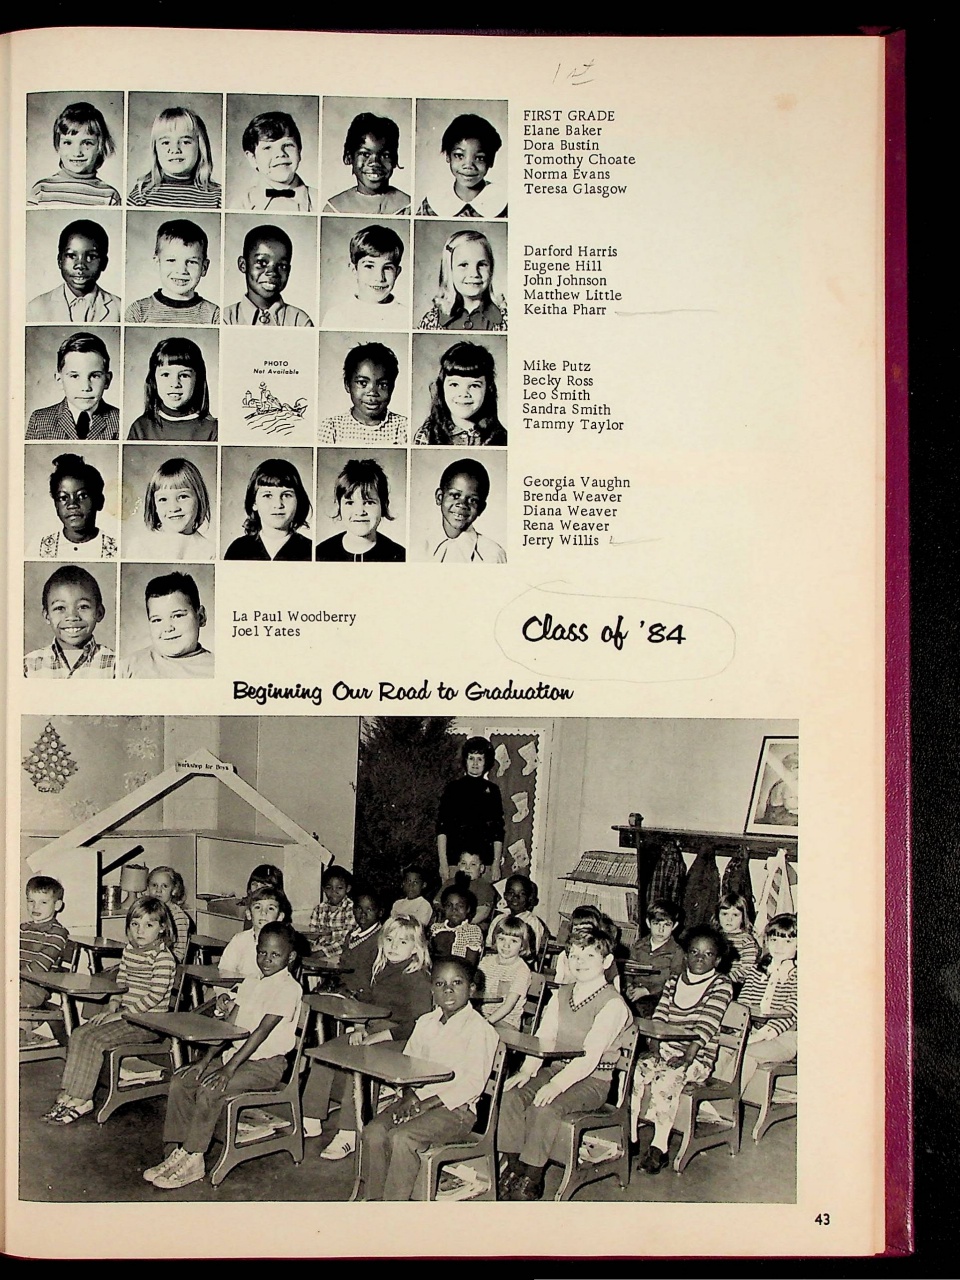 1st
FIRST GRADE
Elane Baker
Dora Bustin
Tomothy Choate
Norma Evans
Teresa Glasgow
Darford Harris
Eugene Hill
John Johnson
Matthew Little
Keitha Pharr
PHOTO
Not Available
Mike Putz
Becky Ross
Leo Smith
Sandra Smith
Tammy Taylor
Georgia Vaughn
Brenda Weaver
Diana Weaver
Rena Weaver
Jerry Willis
La Paul Woodberry
Joel Yates
Class of '84
Beginning Our Road to Graduation
Workshop for Boys
43